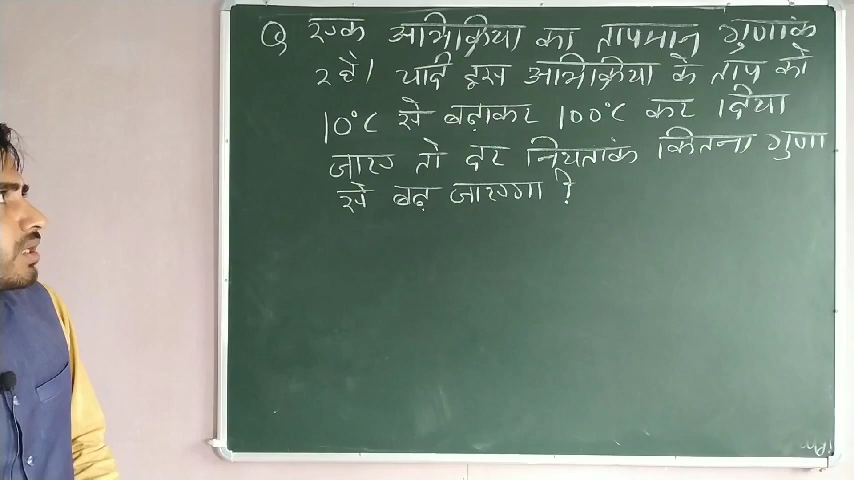 Q एक अभिक्रिया का तापमान गुणांक
2 है। यदि इस अभिक्रिया के ताप को
10°C से बढ़ाकर 100°C कर दिया
जाए तो दर नियतांक कितना गुणा
से बढ़ जाएगा?